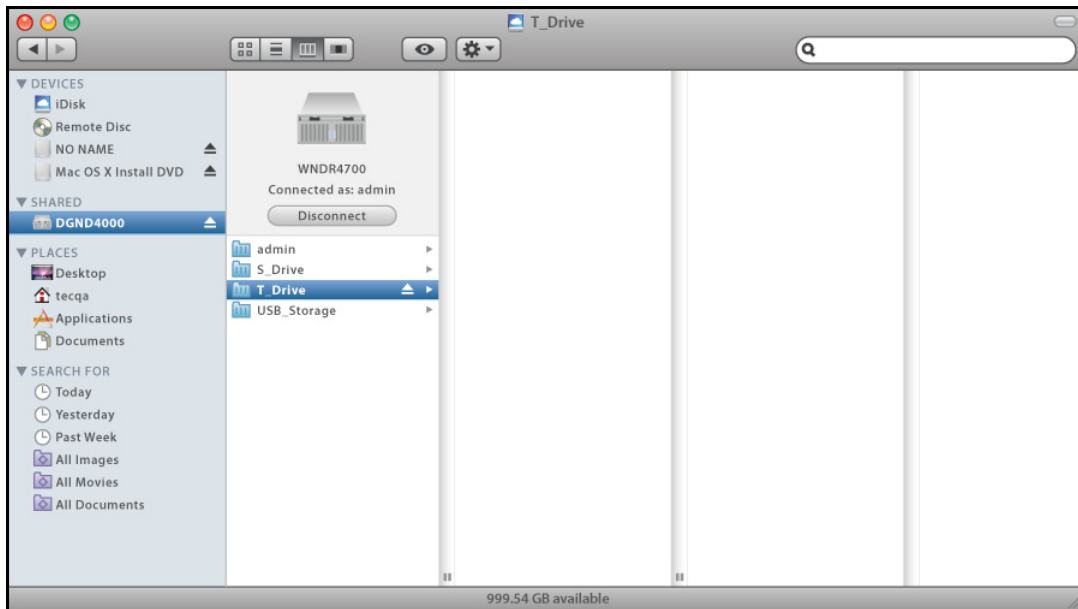 T_Drive
DEVICES
iDisk
Remote Disc
NO NAME
Mac OS X Install DVD
SHARED
DGND4000
PLACES
Desktop
tecqa
Applications
Documents
SEARCH FOR
Today
Yesterday
Past Week
All Images
All Movies
All Documents
WNDR4700
Connected as: admin
Disconnect
admin
S_Drive
T_Drive
USB_Storage
999.54 GB available